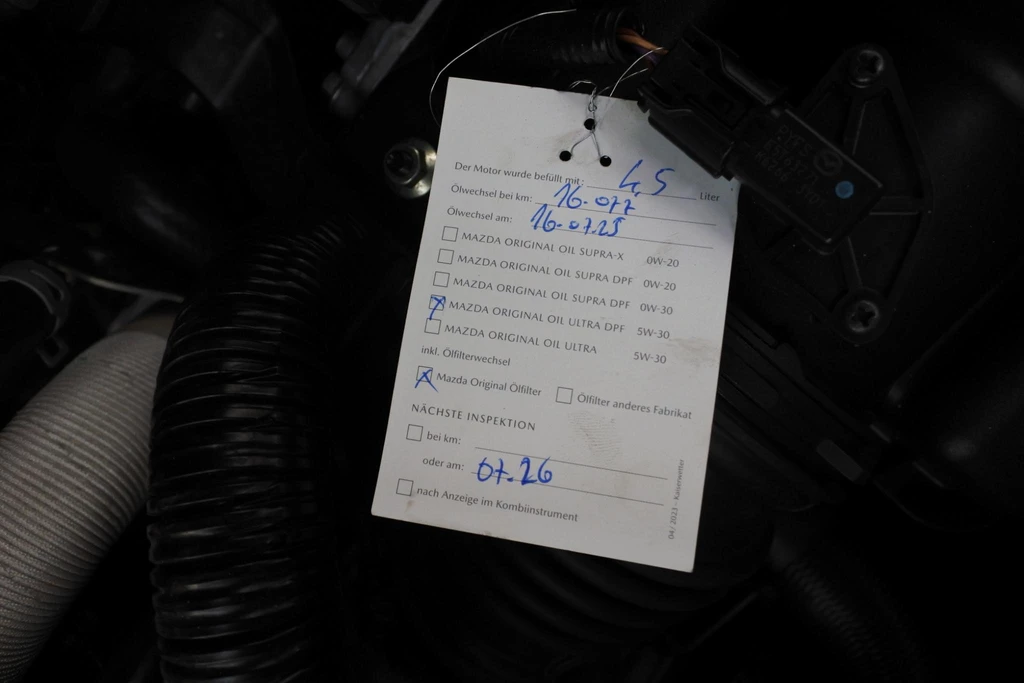 Der Motor wurde befüllt mit: 4,5 Liter
Ölwechsel bei km: 16.077
Ölwechsel am: 16.07.25
MAZDA ORIGINAL OIL SUPRA-X 0W-20
MAZDA ORIGINAL OIL SUPRA DPF 0W-20
MAZDA ORIGINAL OIL SUPRA DPF 0W-30
X MAZDA ORIGINAL OIL ULTRA DPF 5W-30
MAZDA ORIGINAL OIL ULTRA 5W-30
inkl. Ölfilterwechsel
X Mazda Original Ölfilter Ölfilter anderes Fabrikat
NÄCHSTE INSPEKTION
bei km:
oder am: 07.26
nach Anzeige im Kombiinstrument
04/2023 – Kaiserwetter